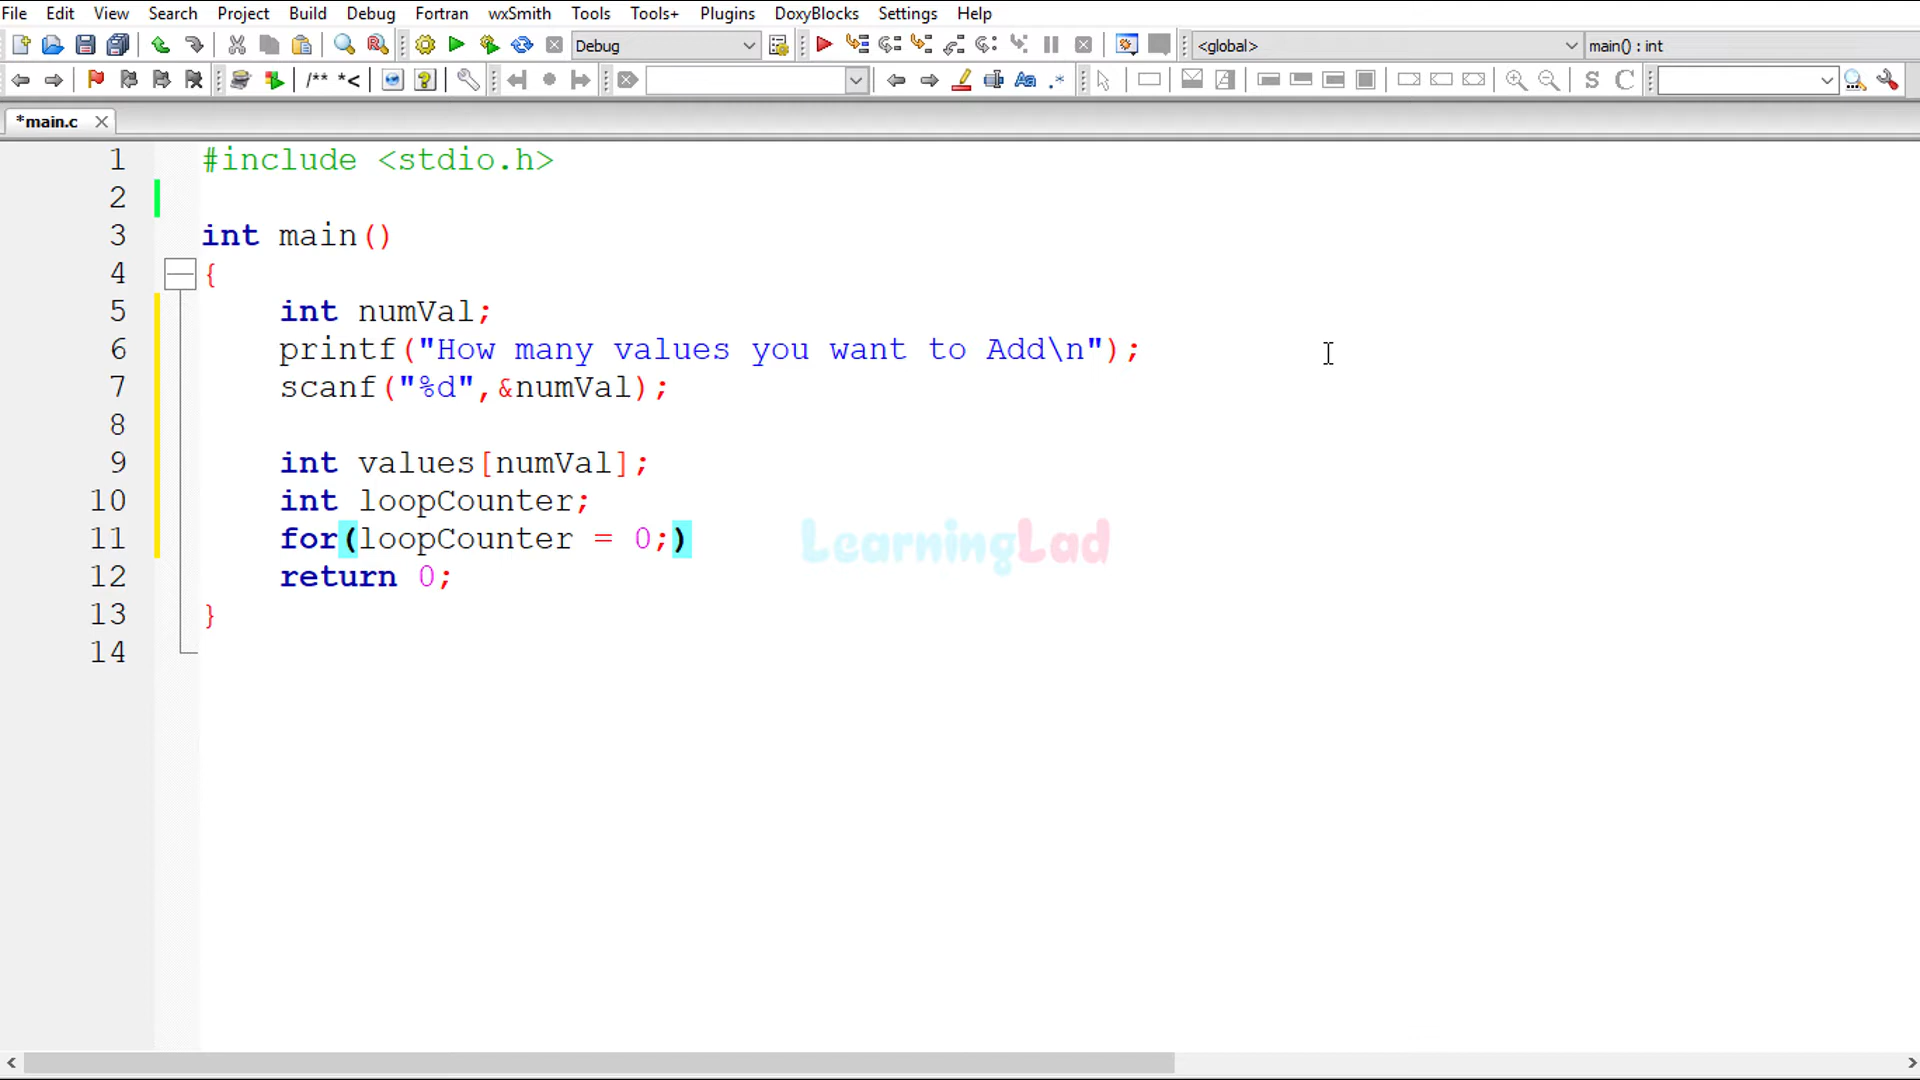 File Edit View Search Project Build Debug Fortran wxSmith Tools Tools+ Plugins DoxyBlocks Settings Help
Debug <global> main() : int
/** *< Aa .* S C
*main.c
1 #include <stdio.h>
2
3 int main()
4 {
5 int numVal;
6 printf("How many values you want to Add\n");
7 scanf("%d",&numVal);
8
9 int values[numVal];
10 int loopCounter;
11 for(loopCounter = 0;)
LearningLad
12 return 0;
13 }
14